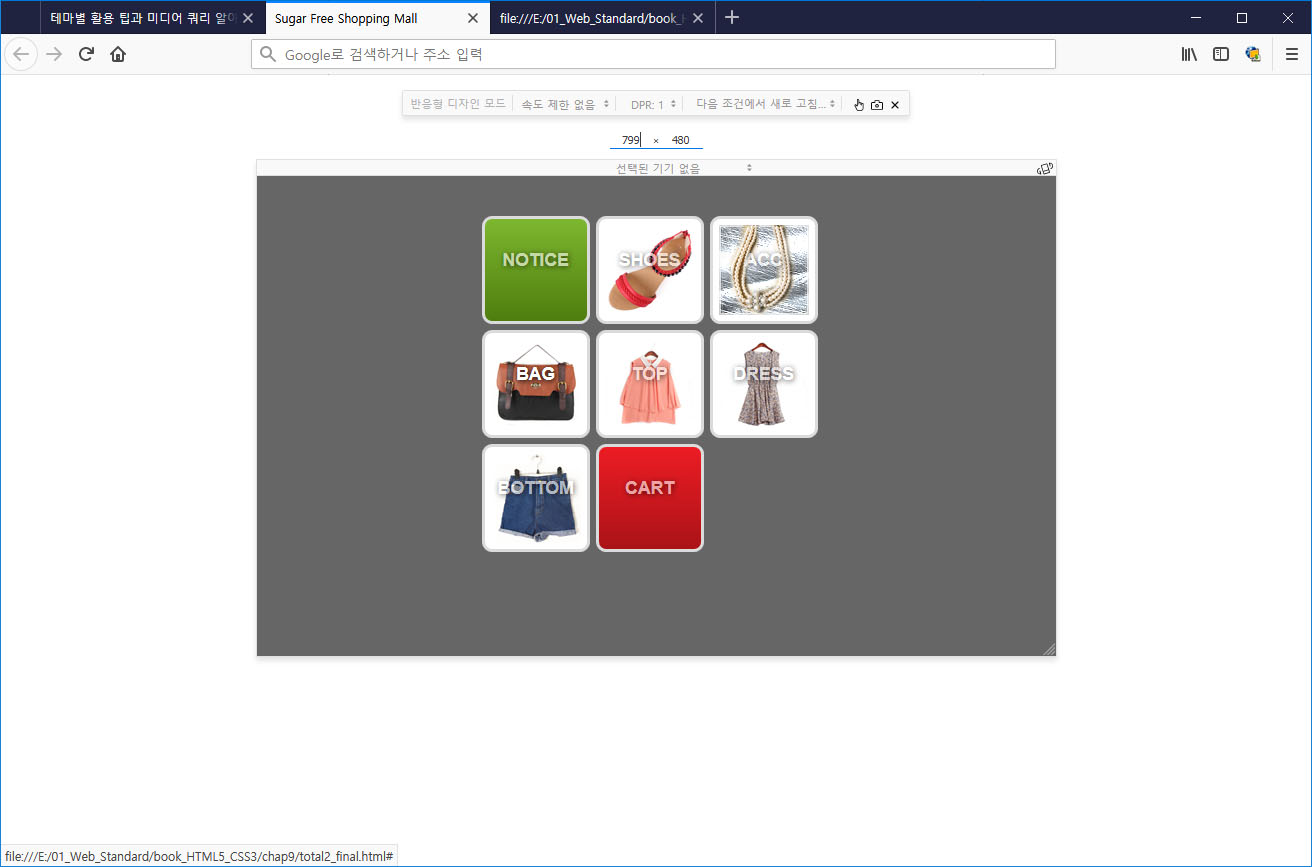 테마별 활용 팁과 미디어 쿼리 알아
Sugar Free Shopping Mall
file:///E:/01_Web_Standard/book_H
Google로 검색하거나 주소 입력
반응형 디자인 모드 속도 제한 없음 DPR: 1 다음 조건에서 새로 고침...
799 × 480
선택된 기기 없음
NOTICE
SHOES
ACC
BAG
TOP
DRESS
BOTTOM
CART
file:///E:/01_Web_Standard/book_HTML5_CSS3/chap9/total2_final.html#